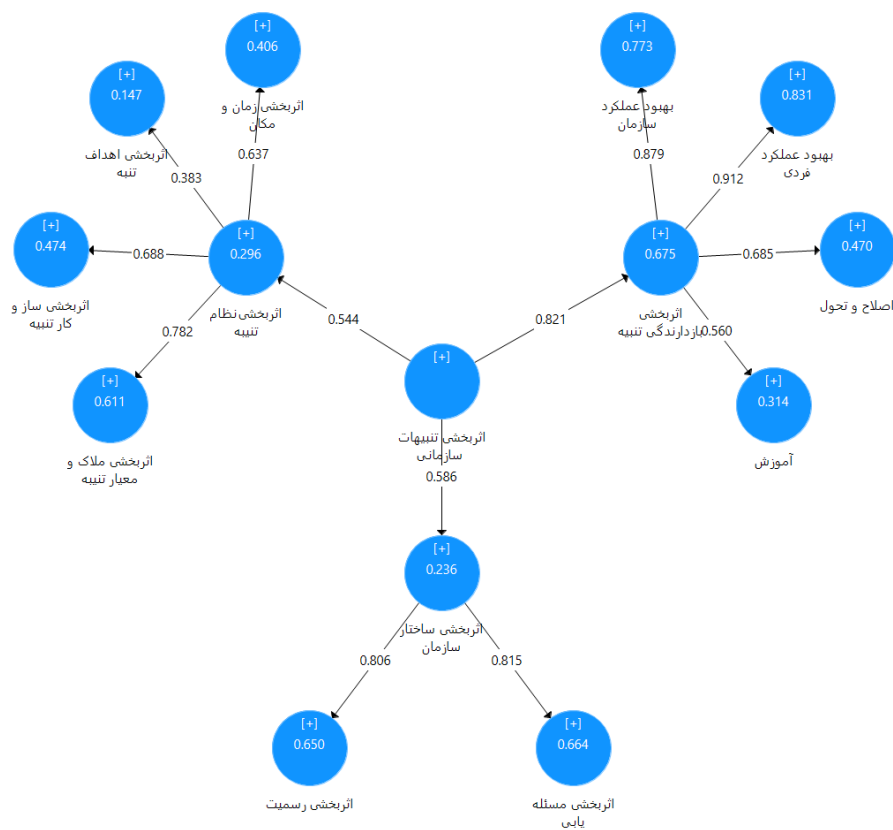 [+]
0.406
اثربخشی زمان و
مکان
[+]
0.773
بهبود عملکرد
سازمان
[+]
0.147
اثربخشی اهداف
تنبه
[+]
0.831
بهبود عملکرد
فردی
0.637
0.383
0.879
0.912
[+]
0.474
اثربخشی ساز و
کار تنبیه
0.688
[+]
0.296
اثربخشی نظام
تنیبه
[+]
0.675
اثربخشی
بازدارندگی تنبیه
0.685
[+]
0.470
اصلاح و تحول
0.782
0.544
0.821
0.560
[+]
0.611
اثربخشی ملاک و
معیار تنیبه
[+]
اثربخشی تنبیهات
سازمانی
[+]
0.314
آموزش
0.586
[+]
0.236
اثربخشی ساختار
سازمان
0.806
0.815
[+]
0.650
اثربخشی رسمیت
[+]
0.664
اثربخشی مسئله
یابی